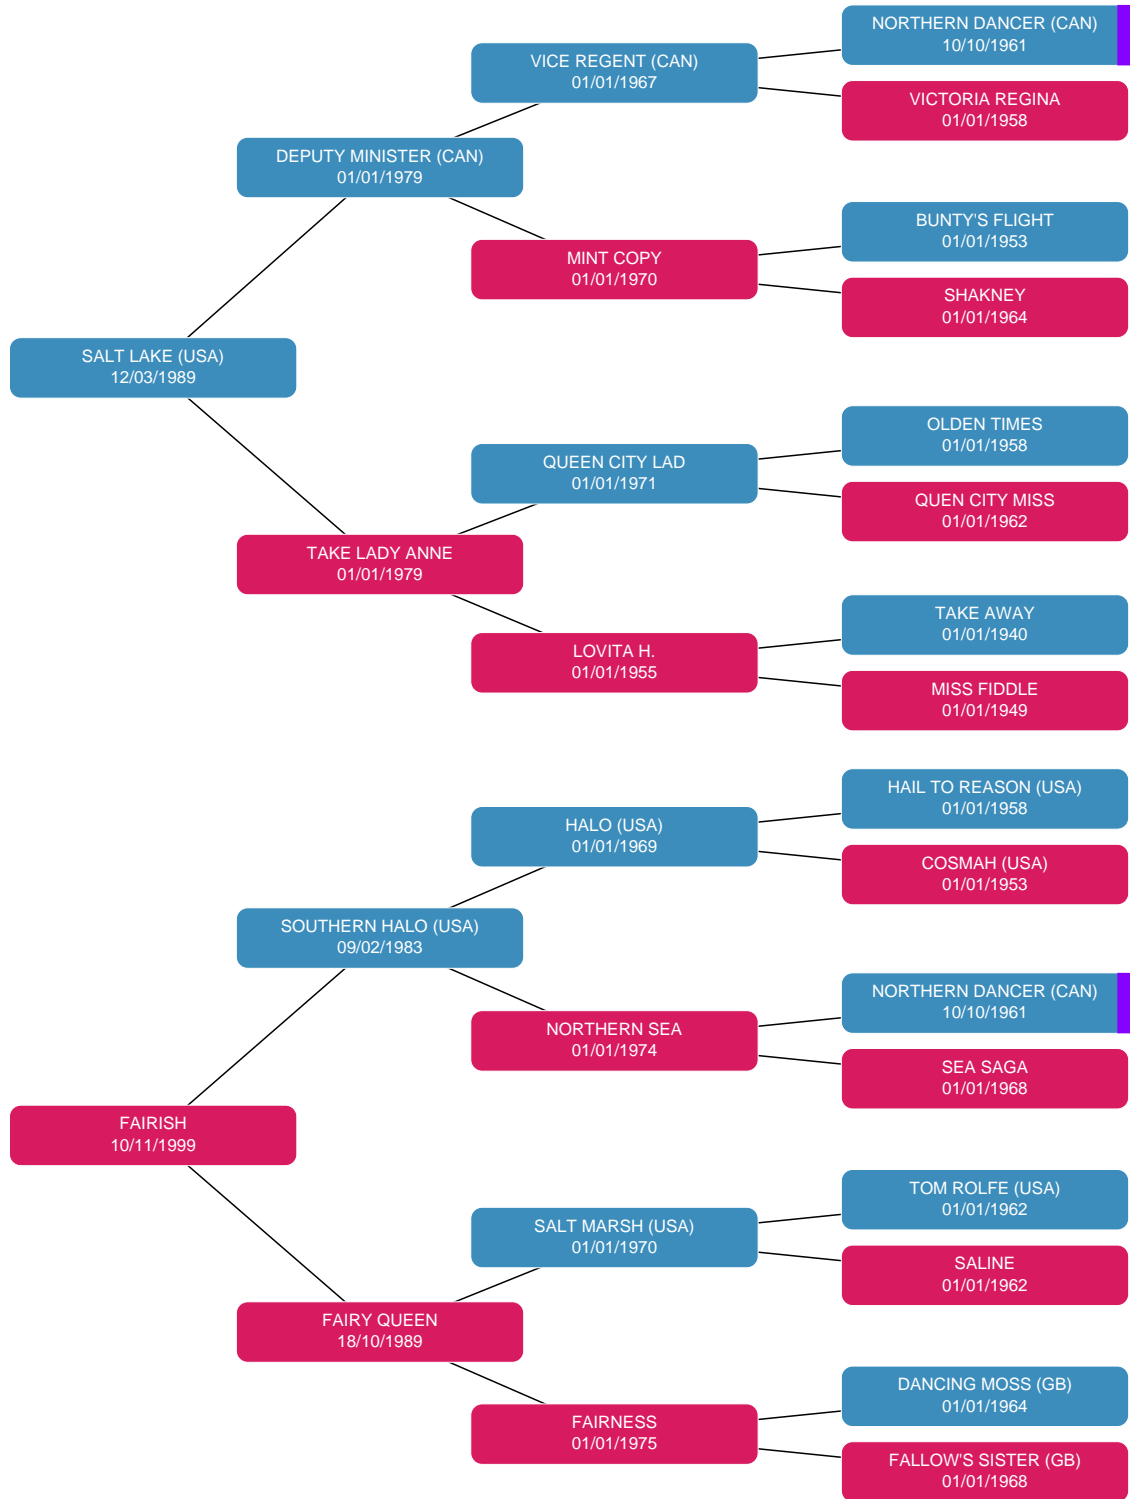 NORTHERN DANCER (CAN)
10/10/1961
VICE REGENT (CAN)
01/01/1967
VICTORIA REGINA
01/01/1958
DEPUTY MINISTER (CAN)
01/01/1979
BUNTY'S FLIGHT
01/01/1953
MINT COPY
01/01/1970
SHAKNEY
01/01/1964
SALT LAKE (USA)
12/03/1989
OLDEN TIMES
01/01/1958
QUEEN CITY LAD
01/01/1971
QUEN CITY MISS
01/01/1962
TAKE LADY ANNE
01/01/1979
TAKE AWAY
01/01/1940
LOVITA H.
01/01/1955
MISS FIDDLE
01/01/1949
HAIL TO REASON (USA)
01/01/1958
HALO (USA)
01/01/1969
COSMAH (USA)
01/01/1953
SOUTHERN HALO (USA)
09/02/1983
NORTHERN DANCER (CAN)
10/10/1961
NORTHERN SEA
01/01/1974
SEA SAGA
01/01/1968
FAIRISH
10/11/1999
TOM ROLFE (USA)
01/01/1962
SALT MARSH (USA)
01/01/1970
SALINE
01/01/1962
FAIRY QUEEN
18/10/1989
DANCING MOSS (GB)
01/01/1964
FAIRNESS
01/01/1975
FALLOW'S SISTER (GB)
01/01/1968